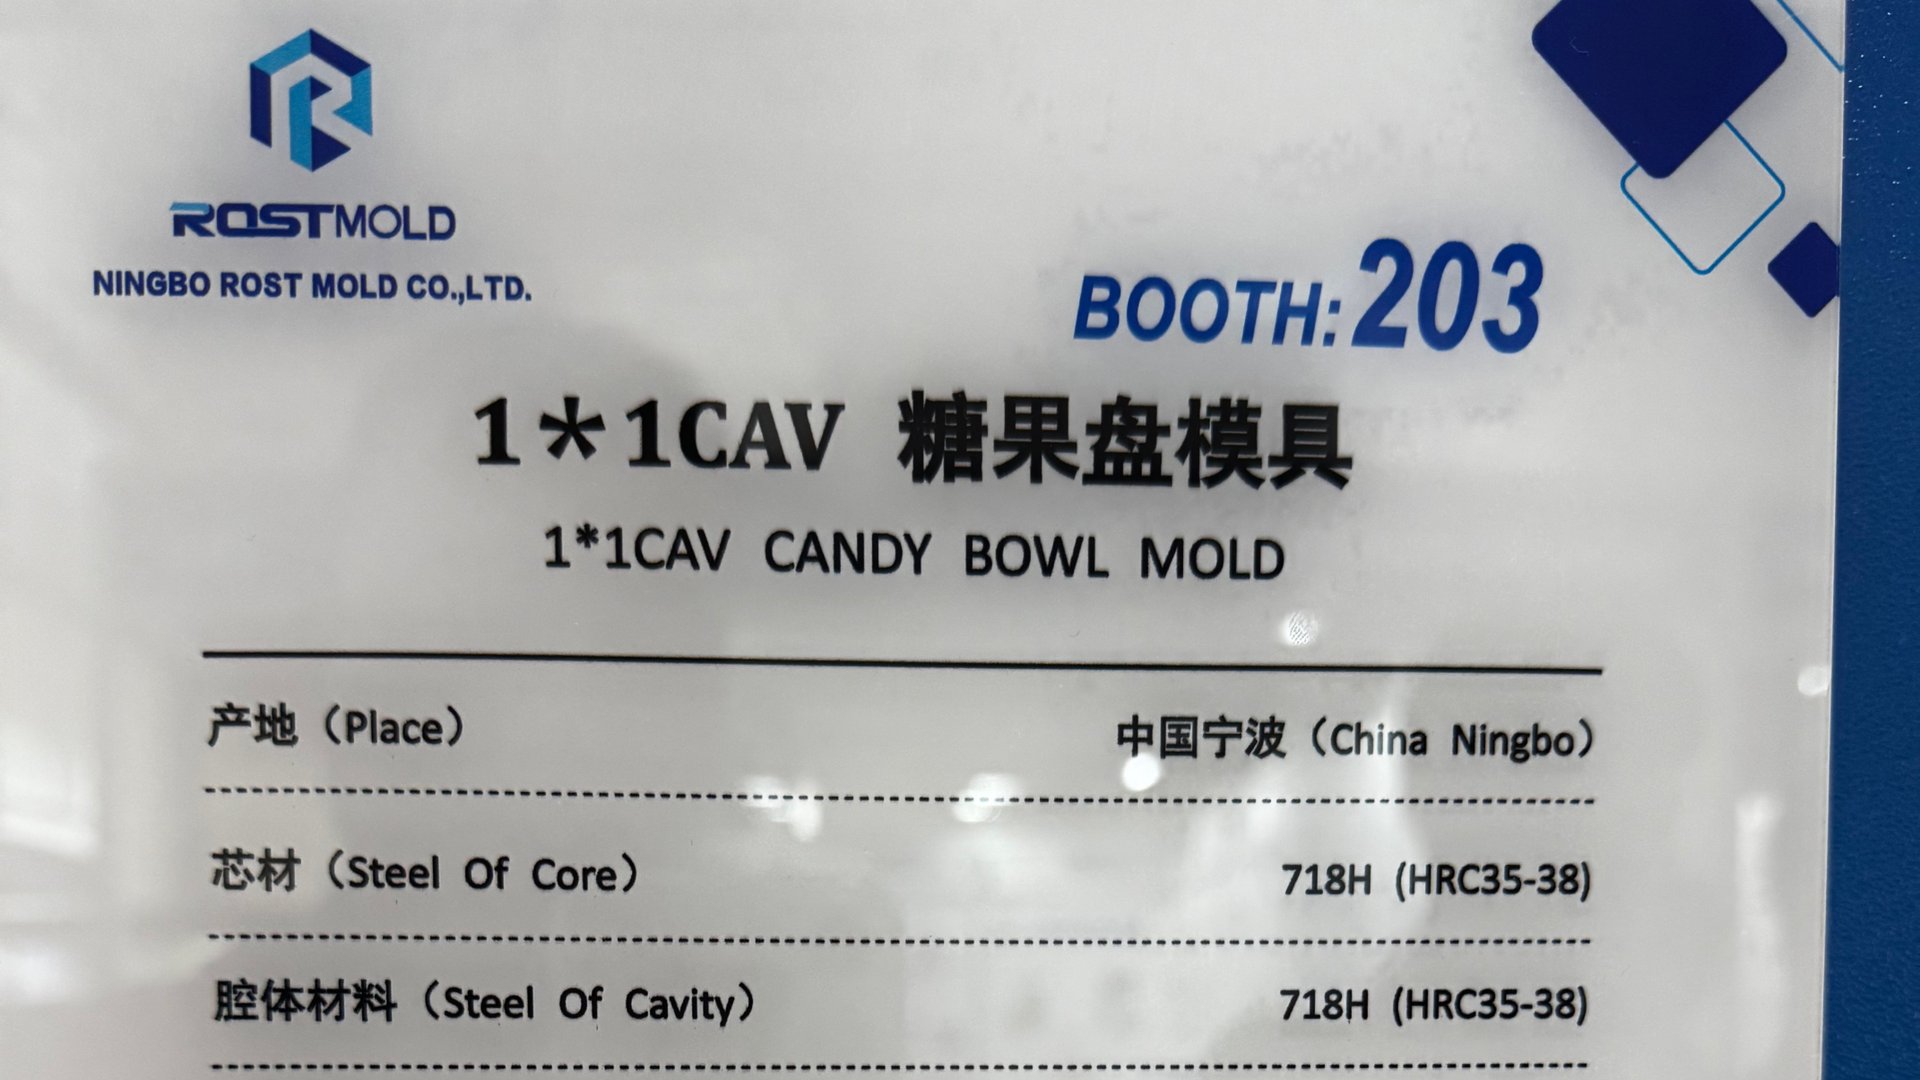 ROSTMOLD
NINGBO ROST MOLD CO.,LTD.
BOOTH: 203
1*1CAV 糖果盘模具
1*1CAV CANDY BOWL MOLD
产地（Place） 中国宁波（China Ningbo）
芯材（Steel Of Core） 718H (HRC35-38)
腔体材料（Steel Of Cavity） 718H (HRC35-38)